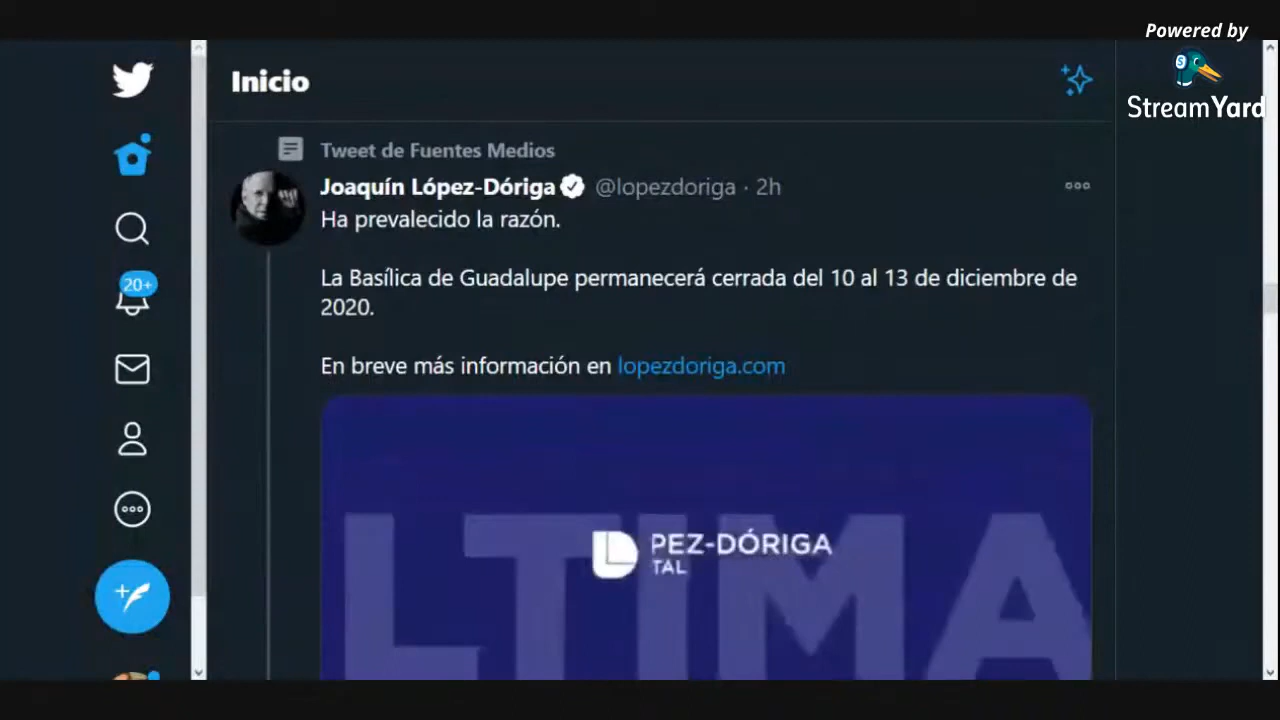 Powered by
StreamYard
Inicio
Tweet de Fuentes Medios
Joaquín López-Dóriga @lopezdoriga · 2h
Ha prevalecido la razón.
La Basílica de Guadalupe permanecerá cerrada del 10 al 13 de diciembre de
2020.
En breve más información en lopezdoriga.com
20+
PEZ-DÓRIGA
TAL
LTIMA